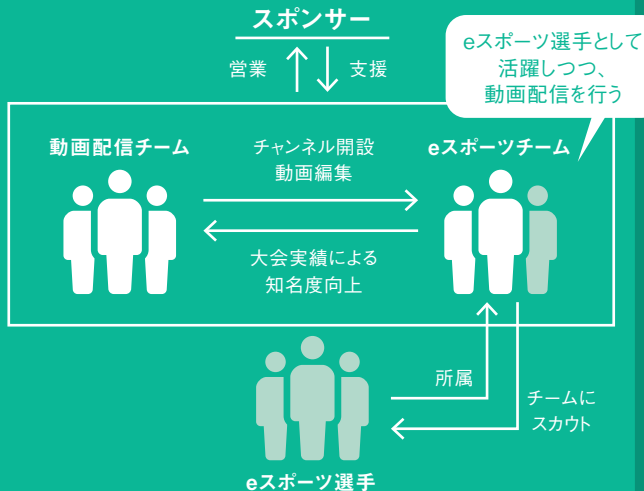 スポンサー
営業
支援
eスポーツ選手として
活躍しつつ、
動画配信を行う
動画配信チーム
チャンネル開設
動画編集
eスポーツチーム
大会実績による
知名度向上
所属
チームに
スカウト
eスポーツ選手